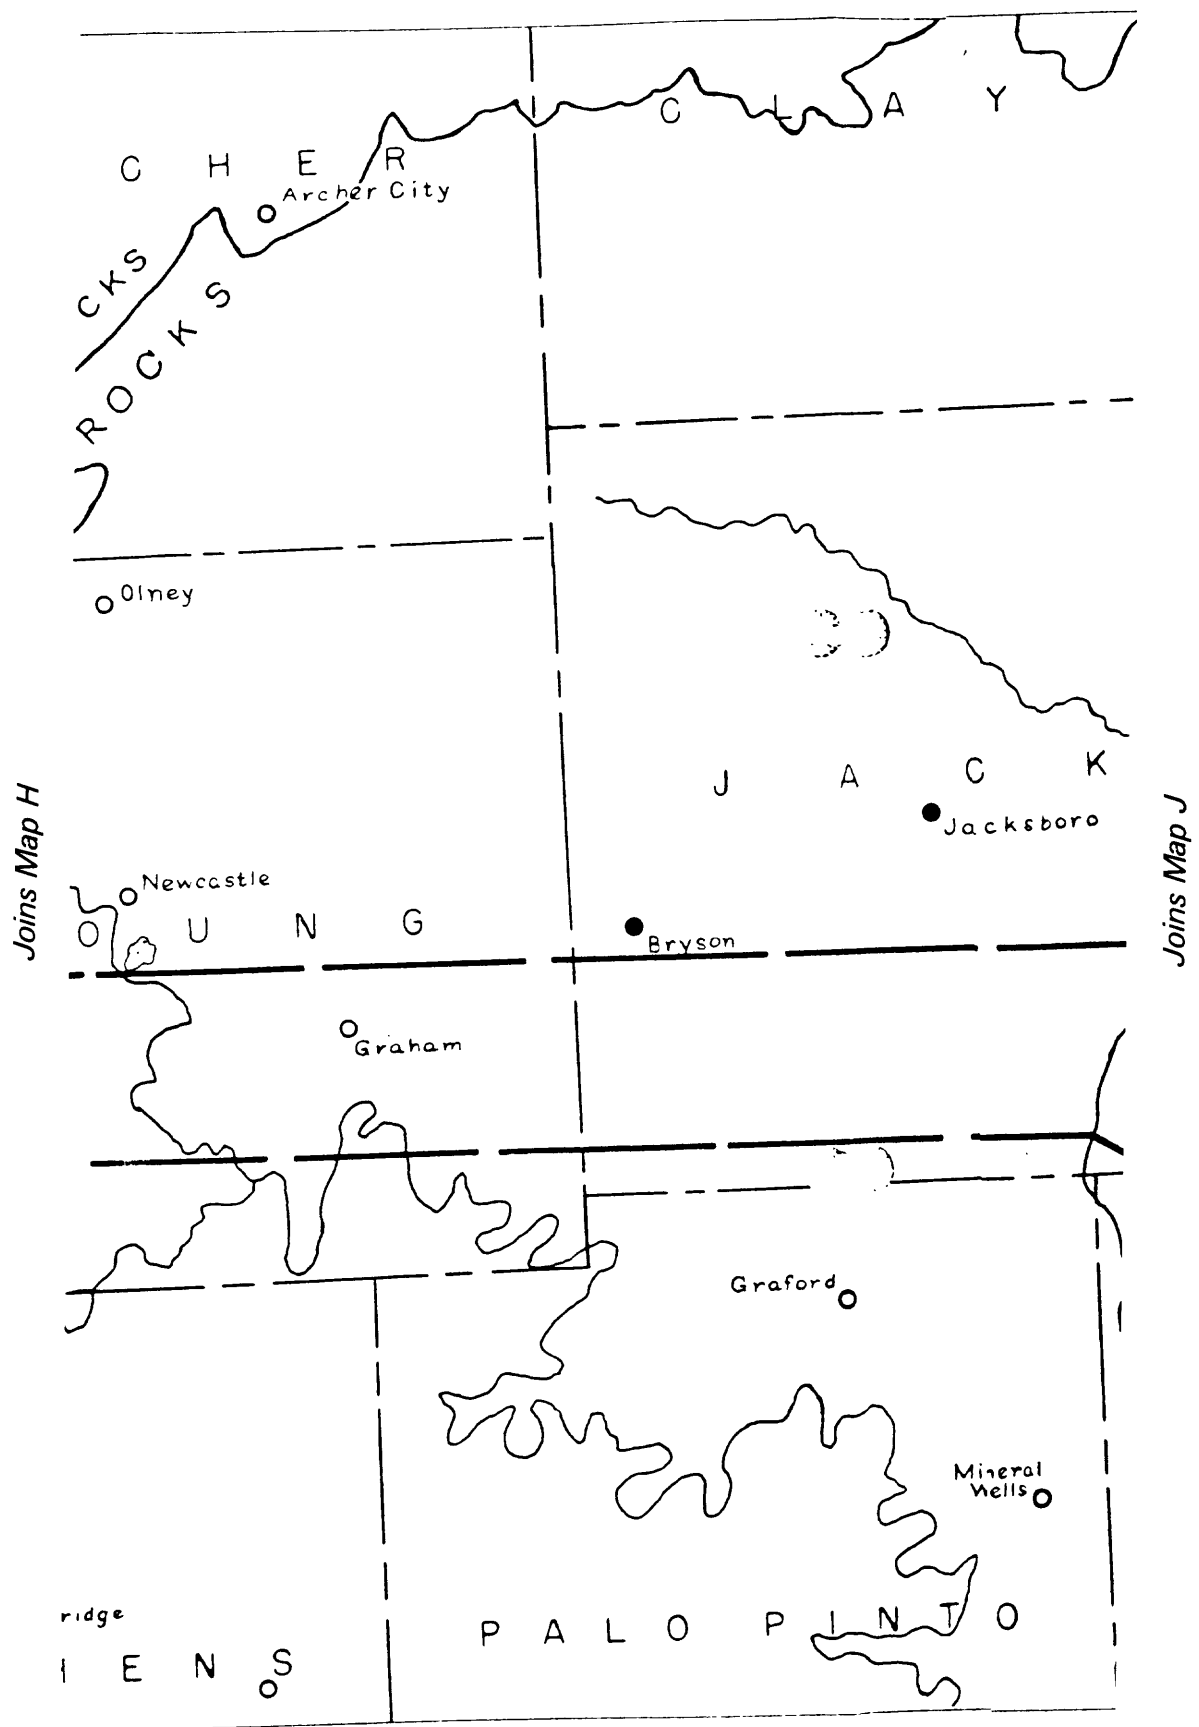 C L A Y
C H E R
Archer City
CKS
ROCKS
Olney
J A C K
Jacksboro
Joins Map H
Joins Map J
Newcastle
O U N G
Bryson
Graham
Graford
Mineral
Wells
ridge
P A L O P I N T O
I E N S